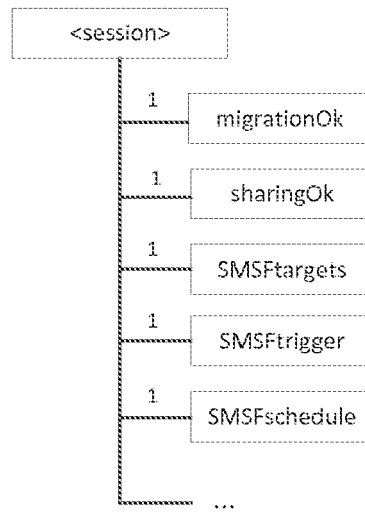 <session>
1
migrationOk
1
sharingOk
1
SMSFtargets
1
SMSFtrigger
1
SMSFschedule
...